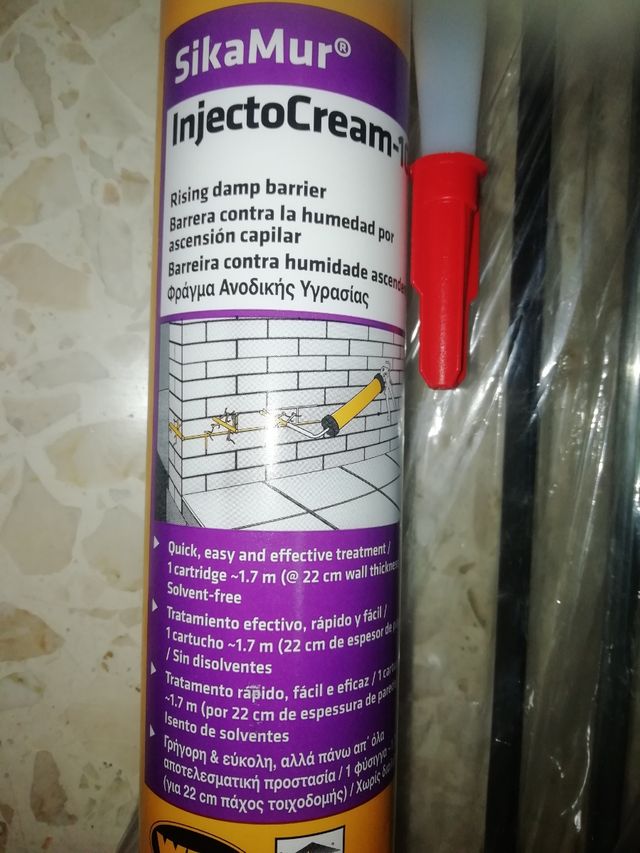 SikaMur®
InjectoCream-
Rising damp barrier
Barrera contra la humedad por
ascensión capilar
Barreira contra humidade
Φράγμα Ανοδικής Υγρασίας
Quick, easy and effective treatment /
1 cartridge ~1.7 m (@ 22 cm wall
Solvent-free
Tratamiento efectivo, rápido y fácil /
1 cartucho ~1.7 m (22 cm de espesor de
/ Sin disolventes
Tratamento rápido, fácil e eficaz / 1
~1.7 m (por 22 cm de espessura de
Isento de solventes
Γρήγορη & εύκολη, αλλά πάνω απ' όλα
αποτελεσματική προστασία / 1 φύσιγγα
(για 22 cm πάχος τοιχοδομής) / Χωρίς